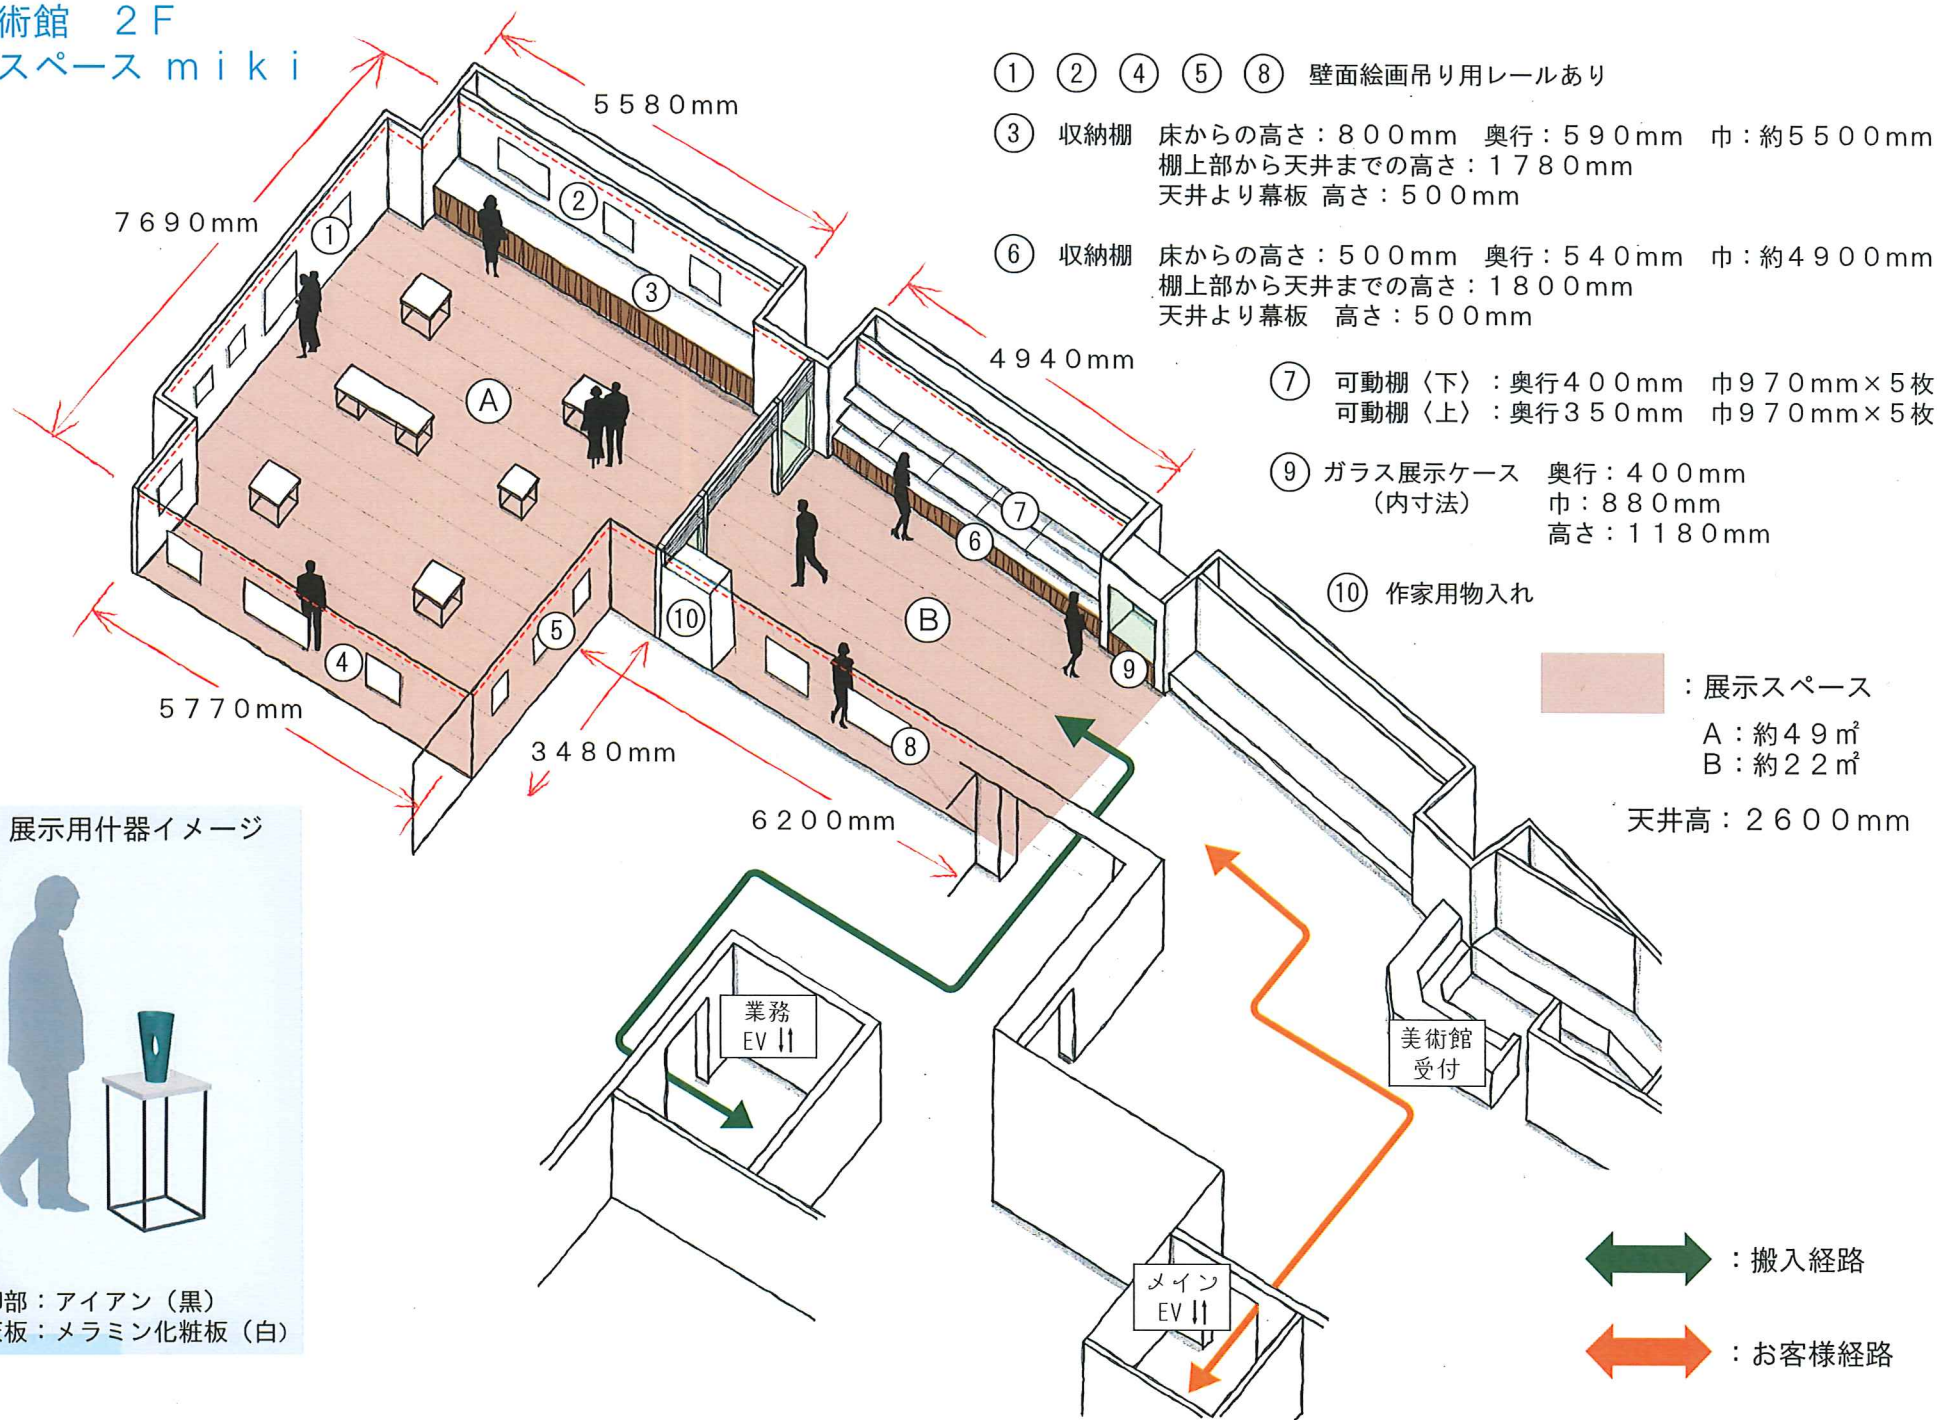 術館　２Ｆ
スペース ｍｉｋｉ
5580mm
7690mm
4940mm
5770mm
3480mm
6200mm
① ② ④ ⑤ ⑧ 壁面絵画吊り用レールあり
③ 収納棚 床からの高さ：800mm 奥行：590mm 巾：約5500mm
棚上部から天井までの高さ：1780mm
天井より幕板 高さ：500mm
⑥ 収納棚 床からの高さ：500mm 奥行：540mm 巾：約4900mm
棚上部から天井までの高さ：1800mm
天井より幕板 高さ：500mm
⑦ 可動棚〈下〉：奥行400mm 巾970mm×5枚
可動棚〈上〉：奥行350mm 巾970mm×5枚
⑨ ガラス展示ケース 奥行：400mm
（内寸法） 巾：880mm
高さ：1180mm
⑩ 作家用物入れ
：展示スペース
A：約49㎡
B：約22㎡
天井高：2600mm
①
②
③
A
④
⑤
⑩
B
⑥
⑦
⑧
⑨
展示用什器イメージ
部：アイアン（黒）
板：メラミン化粧板（白）
業務
EV ↓↑
美術館
受付
メイン
EV ↓↑
：搬入経路
：お客様経路